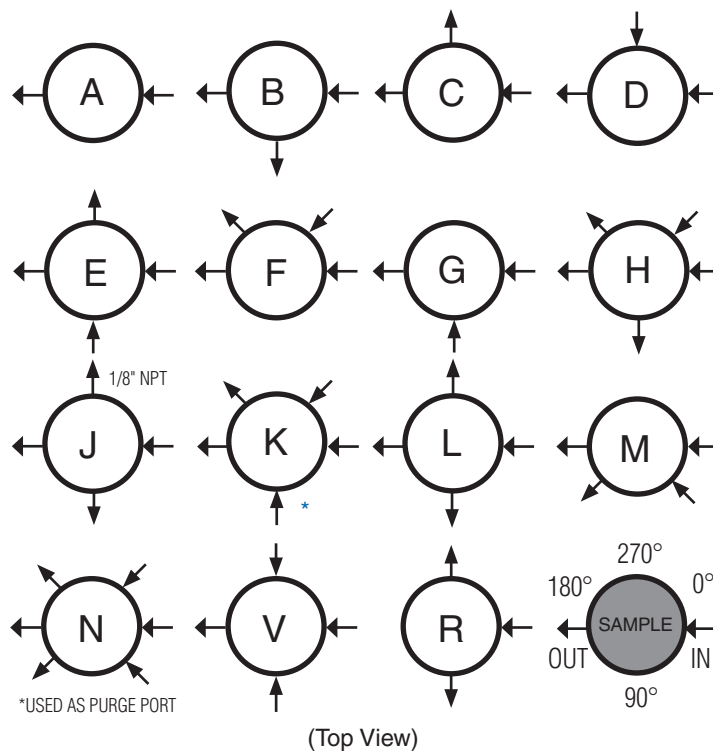 A B C D
E F G H
1/8" NPT
J K L M
*
270°
180° 0°
N V R SAMPLE
OUT IN
*USED AS PURGE PORT 90°
(Top View)